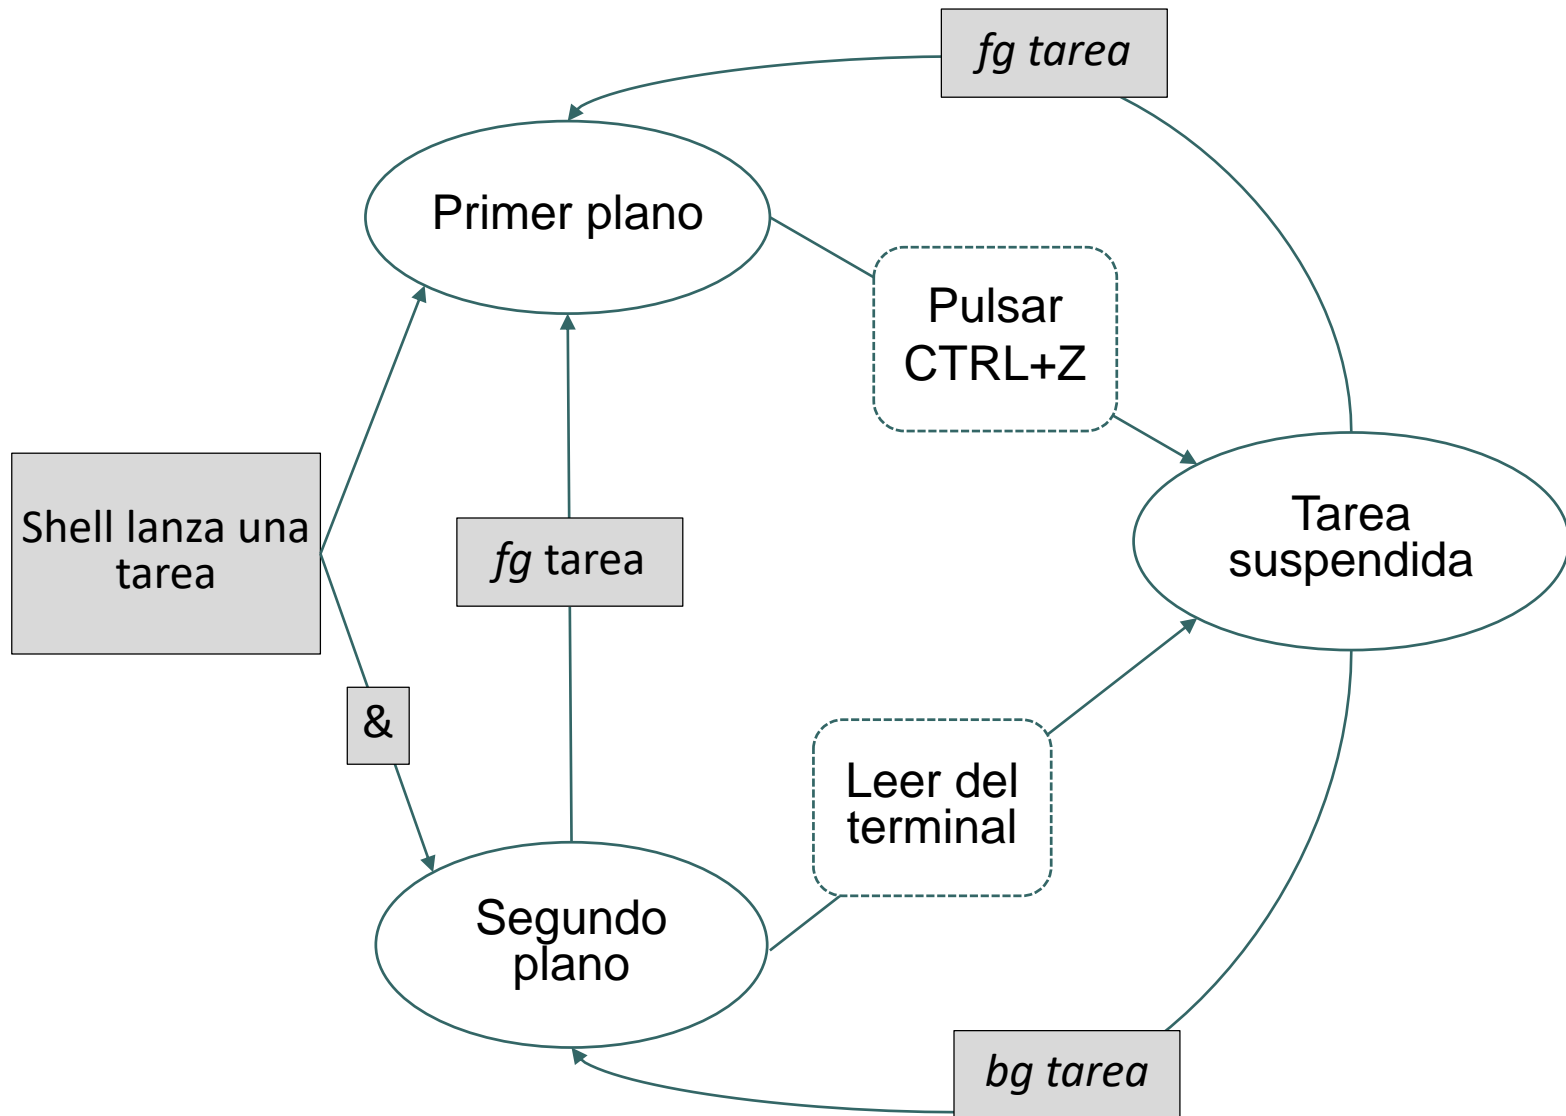 fg tarea
Primer plano
Pulsar
CTRL+Z
Shell lanza una
tarea
fg tarea
Tarea
suspendida
&
Leer del
terminal
Segundo
plano
bg tarea